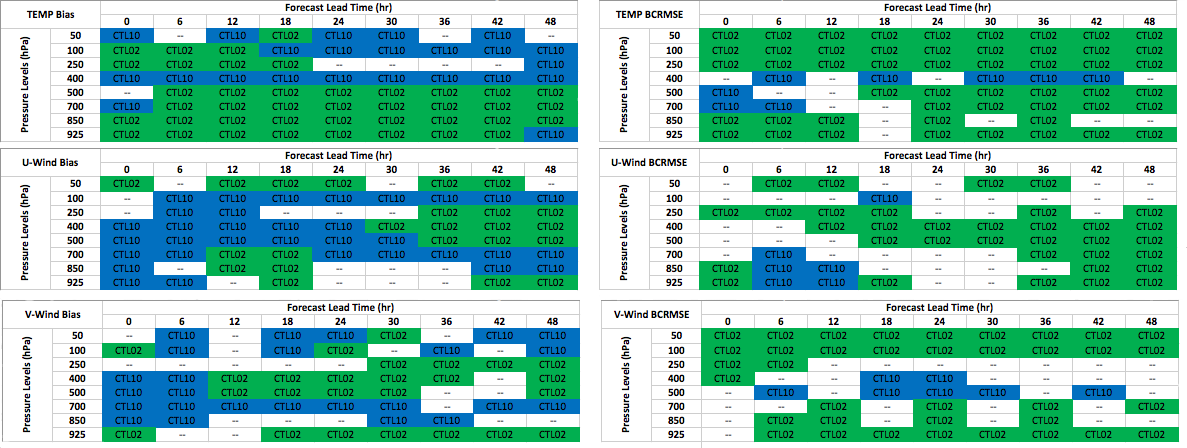 TEMP Bias
Forecast Lead Time (hr)
0 6 12 18 24 30 36 42 48
Pressure Levels (hPa)
50 CTL10 -- CTL10 CTL02 CTL10 CTL10 -- CTL10 --
100 CTL02 CTL02 CTL02 CTL10 CTL10 CTL10 CTL10 CTL10 CTL10
250 CTL02 CTL02 CTL02 CTL02 -- -- -- -- CTL10
400 CTL10 CTL10 CTL10 CTL10 CTL10 CTL10 CTL10 CTL10 CTL10
500 -- CTL02 CTL02 CTL02 CTL02 CTL02 CTL02 CTL02 CTL02
700 CTL10 CTL02 CTL02 CTL02 CTL02 CTL02 CTL02 CTL02 CTL02
850 CTL02 CTL02 CTL02 CTL02 CTL02 CTL02 CTL02 CTL02 CTL02
925 CTL02 CTL02 CTL02 CTL02 CTL02 CTL02 CTL02 CTL02 CTL10
TEMP BCRMSE
Forecast Lead Time (hr)
0 6 12 18 24 30 36 42 48
Pressure Levels (hPa)
50 CTL02 CTL02 CTL02 CTL02 CTL02 CTL02 CTL02 CTL02 CTL02
100 CTL02 CTL02 CTL02 CTL02 CTL02 CTL02 CTL02 CTL02 CTL02
250 CTL02 CTL02 CTL02 CTL02 CTL02 CTL02 CTL02 CTL02 CTL02
400 -- CTL10 -- CTL10 -- CTL10 CTL10 CTL10 --
500 CTL10 -- -- CTL02 CTL02 CTL02 CTL02 CTL02 CTL02
700 CTL10 CTL10 -- -- CTL02 CTL02 CTL02 CTL02 CTL02
850 CTL02 CTL02 CTL02 -- CTL02 -- CTL02 -- --
925 CTL02 CTL02 CTL02 -- CTL02 CTL02 CTL02 CTL02 CTL02
U-Wind Bias
Forecast Lead Time (hr)
0 6 12 18 24 30 36 42 48
Pressure Levels (hPa)
50 CTL02 -- CTL02 CTL02 CTL02 -- CTL02 CTL02 --
100 -- CTL10 CTL10 CTL10 CTL10 CTL10 CTL10 CTL10 CTL10
250 -- CTL10 CTL10 -- -- -- CTL02 CTL02 CTL02
400 CTL10 CTL10 CTL10 CTL10 CTL10 CTL02 CTL02 CTL02 CTL02
500 CTL10 CTL10 CTL10 CTL10 CTL10 CTL10 CTL02 CTL02 CTL02
700 CTL10 CTL10 CTL02 CTL02 CTL10 CTL10 CTL10 CTL10 CTL10
850 CTL10 -- CTL02 CTL02 -- -- -- CTL10 CTL10
925 CTL10 CTL10 -- CTL02 -- -- -- CTL02 CTL02
U-Wind BCRMSE
Forecast Lead Time (hr)
0 6 12 18 24 30 36 42 48
Pressure Levels (hPa)
50 -- CTL02 CTL02 -- -- CTL02 CTL02 -- --
100 -- -- -- CTL10 -- -- -- -- --
250 CTL02 CTL02 CTL02 CTL02 -- -- CTL02 -- CTL02
400 -- -- CTL02 CTL02 CTL02 CTL02 CTL02 CTL02 CTL02
500 -- -- -- CTL02 CTL02 CTL02 CTL02 CTL02 CTL02
700 -- CTL10 -- -- -- -- CTL02 CTL02 CTL02
850 CTL02 CTL10 CTL10 -- -- -- -- CTL02 CTL02
925 CTL02 CTL10 CTL10 CTL02 -- -- CTL02 CTL02 CTL02
V-Wind Bias
Forecast Lead Time (hr)
0 6 12 18 24 30 36 42 48
Pressure Levels (hPa)
50 -- CTL10 -- CTL10 CTL10 CTL02 -- CTL10 CTL10
100 CTL02 CTL10 -- CTL10 CTL02 -- CTL10 -- CTL10
250 -- -- -- -- -- CTL02 CTL02 CTL02 CTL02
400 CTL10 CTL10 CTL02 CTL02 CTL02 CTL02 CTL02 -- CTL02
500 CTL10 CTL10 CTL02 CTL02 CTL02 CTL02 -- -- CTL02
700 CTL10 CTL10 CTL10 CTL10 CTL10 CTL10 -- CTL10 CTL10
850 CTL10 CTL10 -- -- -- CTL10 CTL10 -- --
925 CTL02 -- -- CTL02 CTL02 CTL02 CTL02 CTL02 CTL02
V-Wind BCRMSE
Forecast Lead Time (hr)
0 6 12 18 24 30 36 42 48
Pressure Levels (hPa)
50 CTL02 CTL02 CTL02 CTL02 CTL02 CTL02 CTL02 CTL02 CTL02
100 CTL02 CTL02 CTL02 CTL02 CTL02 CTL02 CTL02 CTL02 CTL02
250 CTL02 CTL02 -- -- -- -- -- -- --
400 CTL02 -- -- CTL10 CTL10 -- -- -- --
500 -- CTL10 -- CTL10 CTL10 -- -- CTL10 --
700 -- -- CTL02 -- CTL02 -- CTL02 -- CTL02
850 -- CTL02 CTL02 -- CTL02 -- CTL02 -- --
925 -- CTL02 CTL02 -- CTL02 -- CTL02 CTL02 CTL02